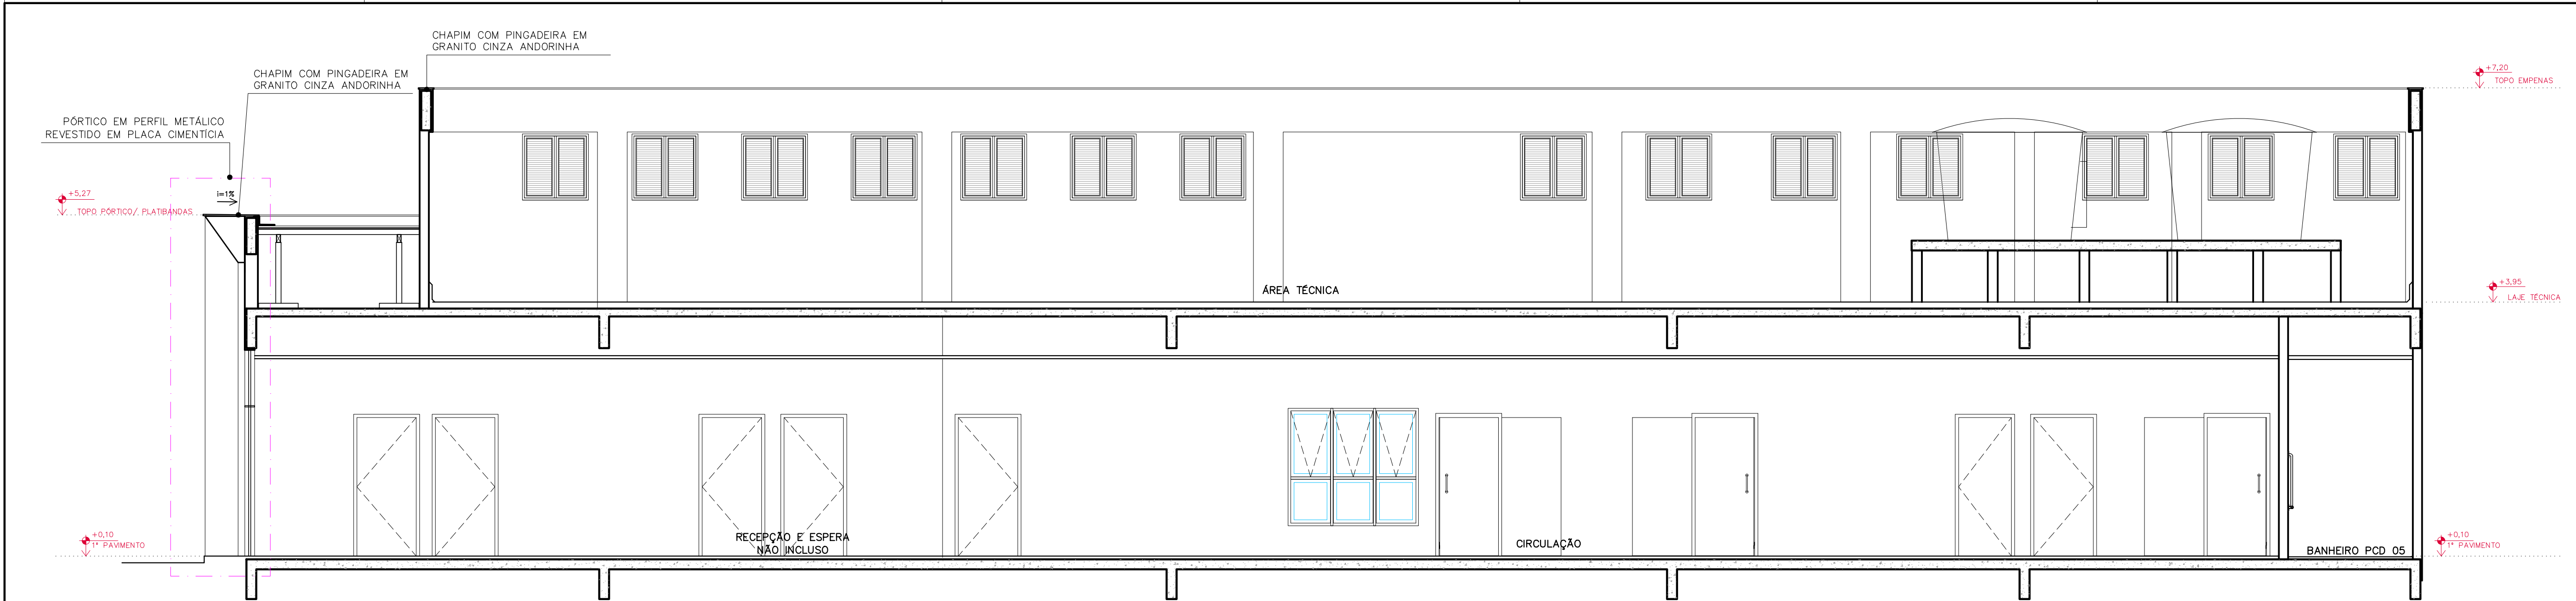 CHAPIM COM PINGADEIRA EM
GRANITO CINZA ANDORINHA
CHAPIM COM PINGADEIRA EM
GRANITO CINZA ANDORINHA
PÓRTICO EM PERFIL METÁLICO
REVESTIDO EM PLACA CIMENTÍCIA
+7,20
TOPO EMPENAS
i=1%
+5,27
TOPO PÓRTICO/ PLATIBANDAS
ÁREA TÉCNICA
+3,95
LAJE TÉCNICA
+0,10
1° PAVIMENTO
RECEPÇÃO E ESPERA
NÃO INCLUSO
CIRCULAÇÃO
BANHEIRO PCD 05
+0,10
1° PAVIMENTO